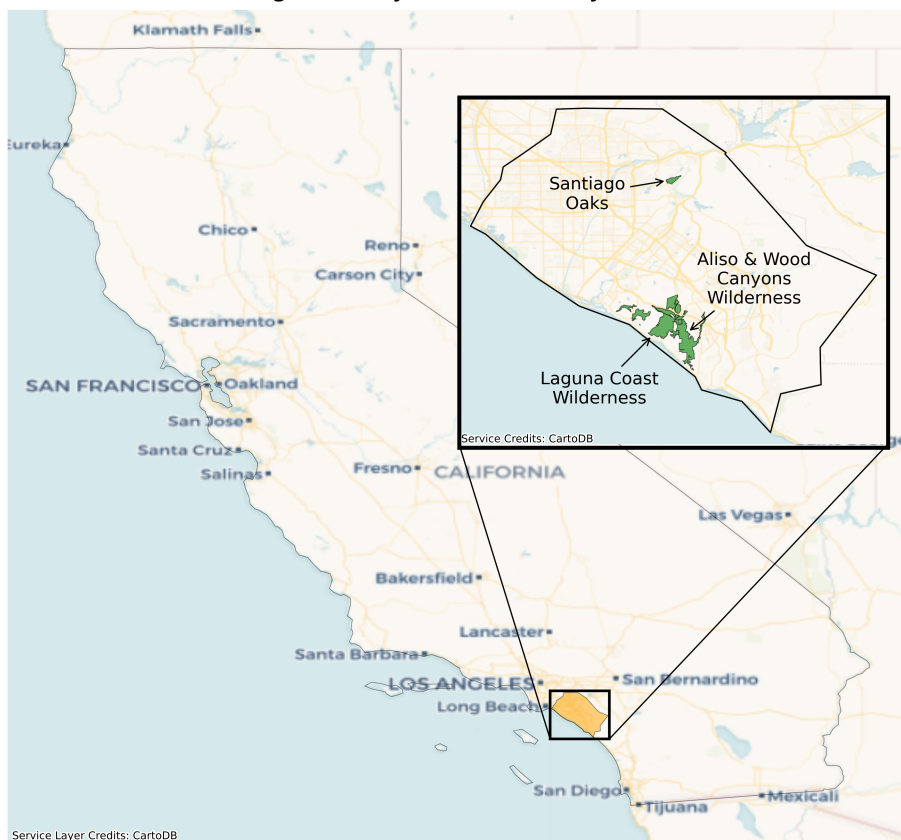 Klamath Falls
Eureka
Chico
Reno
Carson City
Sacramento
SAN FRANCISCO
Oakland
San Jose
Santa Cruz
Salinas
Fresno
CALIFORNIA
Las Vegas
Bakersfield
Lancaster
Santa Barbara
LOS ANGELES
San Bernardino
Long Beach
San Diego
Tijuana
Mexicali
Santiago
Oaks
Aliso & Wood
Canyons
Wilderness
Laguna Coast
Wilderness
Service Credits: CartoDB
Service Layer Credits: CartoDB